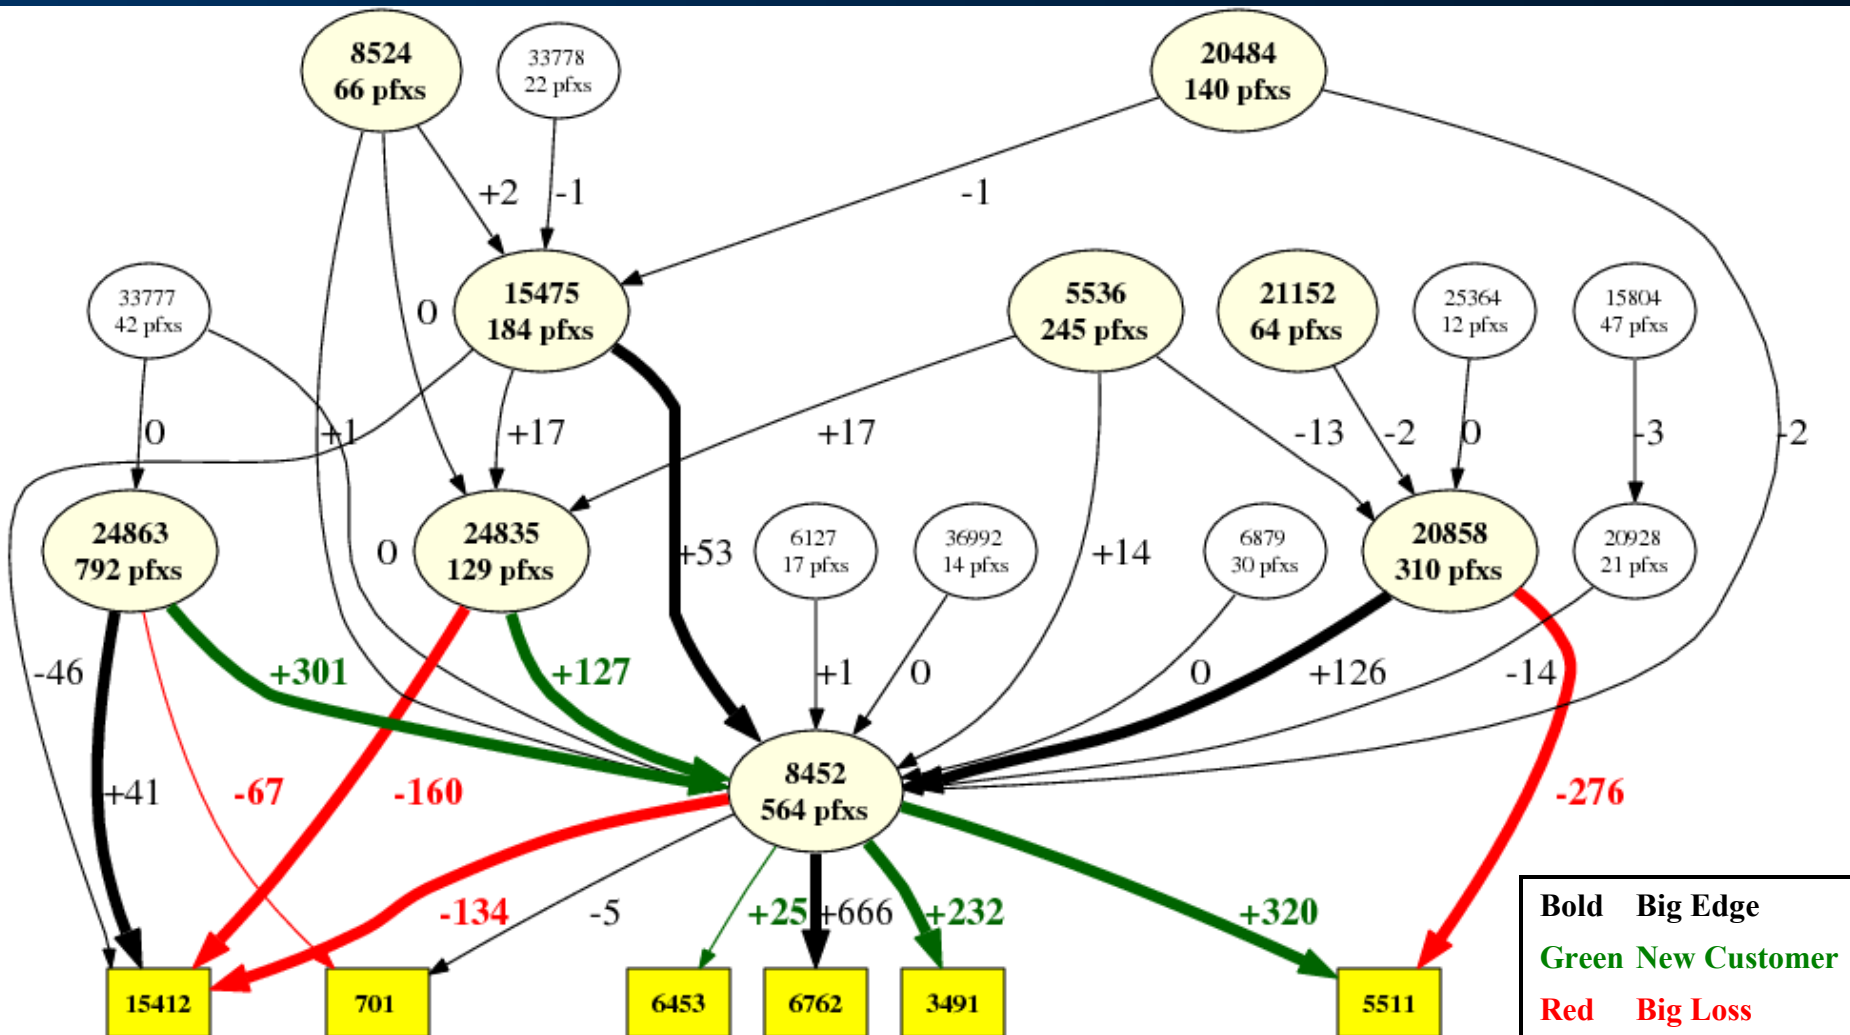 8524
66 pfxs
33778
22 pfxs
20484
140 pfxs
+2
-1
-1
33777
42 pfxs
0
15475
184 pfxs
5536
245 pfxs
21152
64 pfxs
25364
12 pfxs
15804
47 pfxs
0
+1
+17
+17
-13
-2
0
-3
-2
24863
792 pfxs
0
24835
129 pfxs
+53
6127
17 pfxs
36992
14 pfxs
+14
6879
30 pfxs
20858
310 pfxs
20928
21 pfxs
-46
+301
+127
+1
0
0
+126
-14
+41
-67
-160
8452
564 pfxs
-276
-134
-5
+25
+666
+232
+320
15412
701
6453
6762
3491
5511
Bold Big Edge
Green New Customer
Red Big Loss